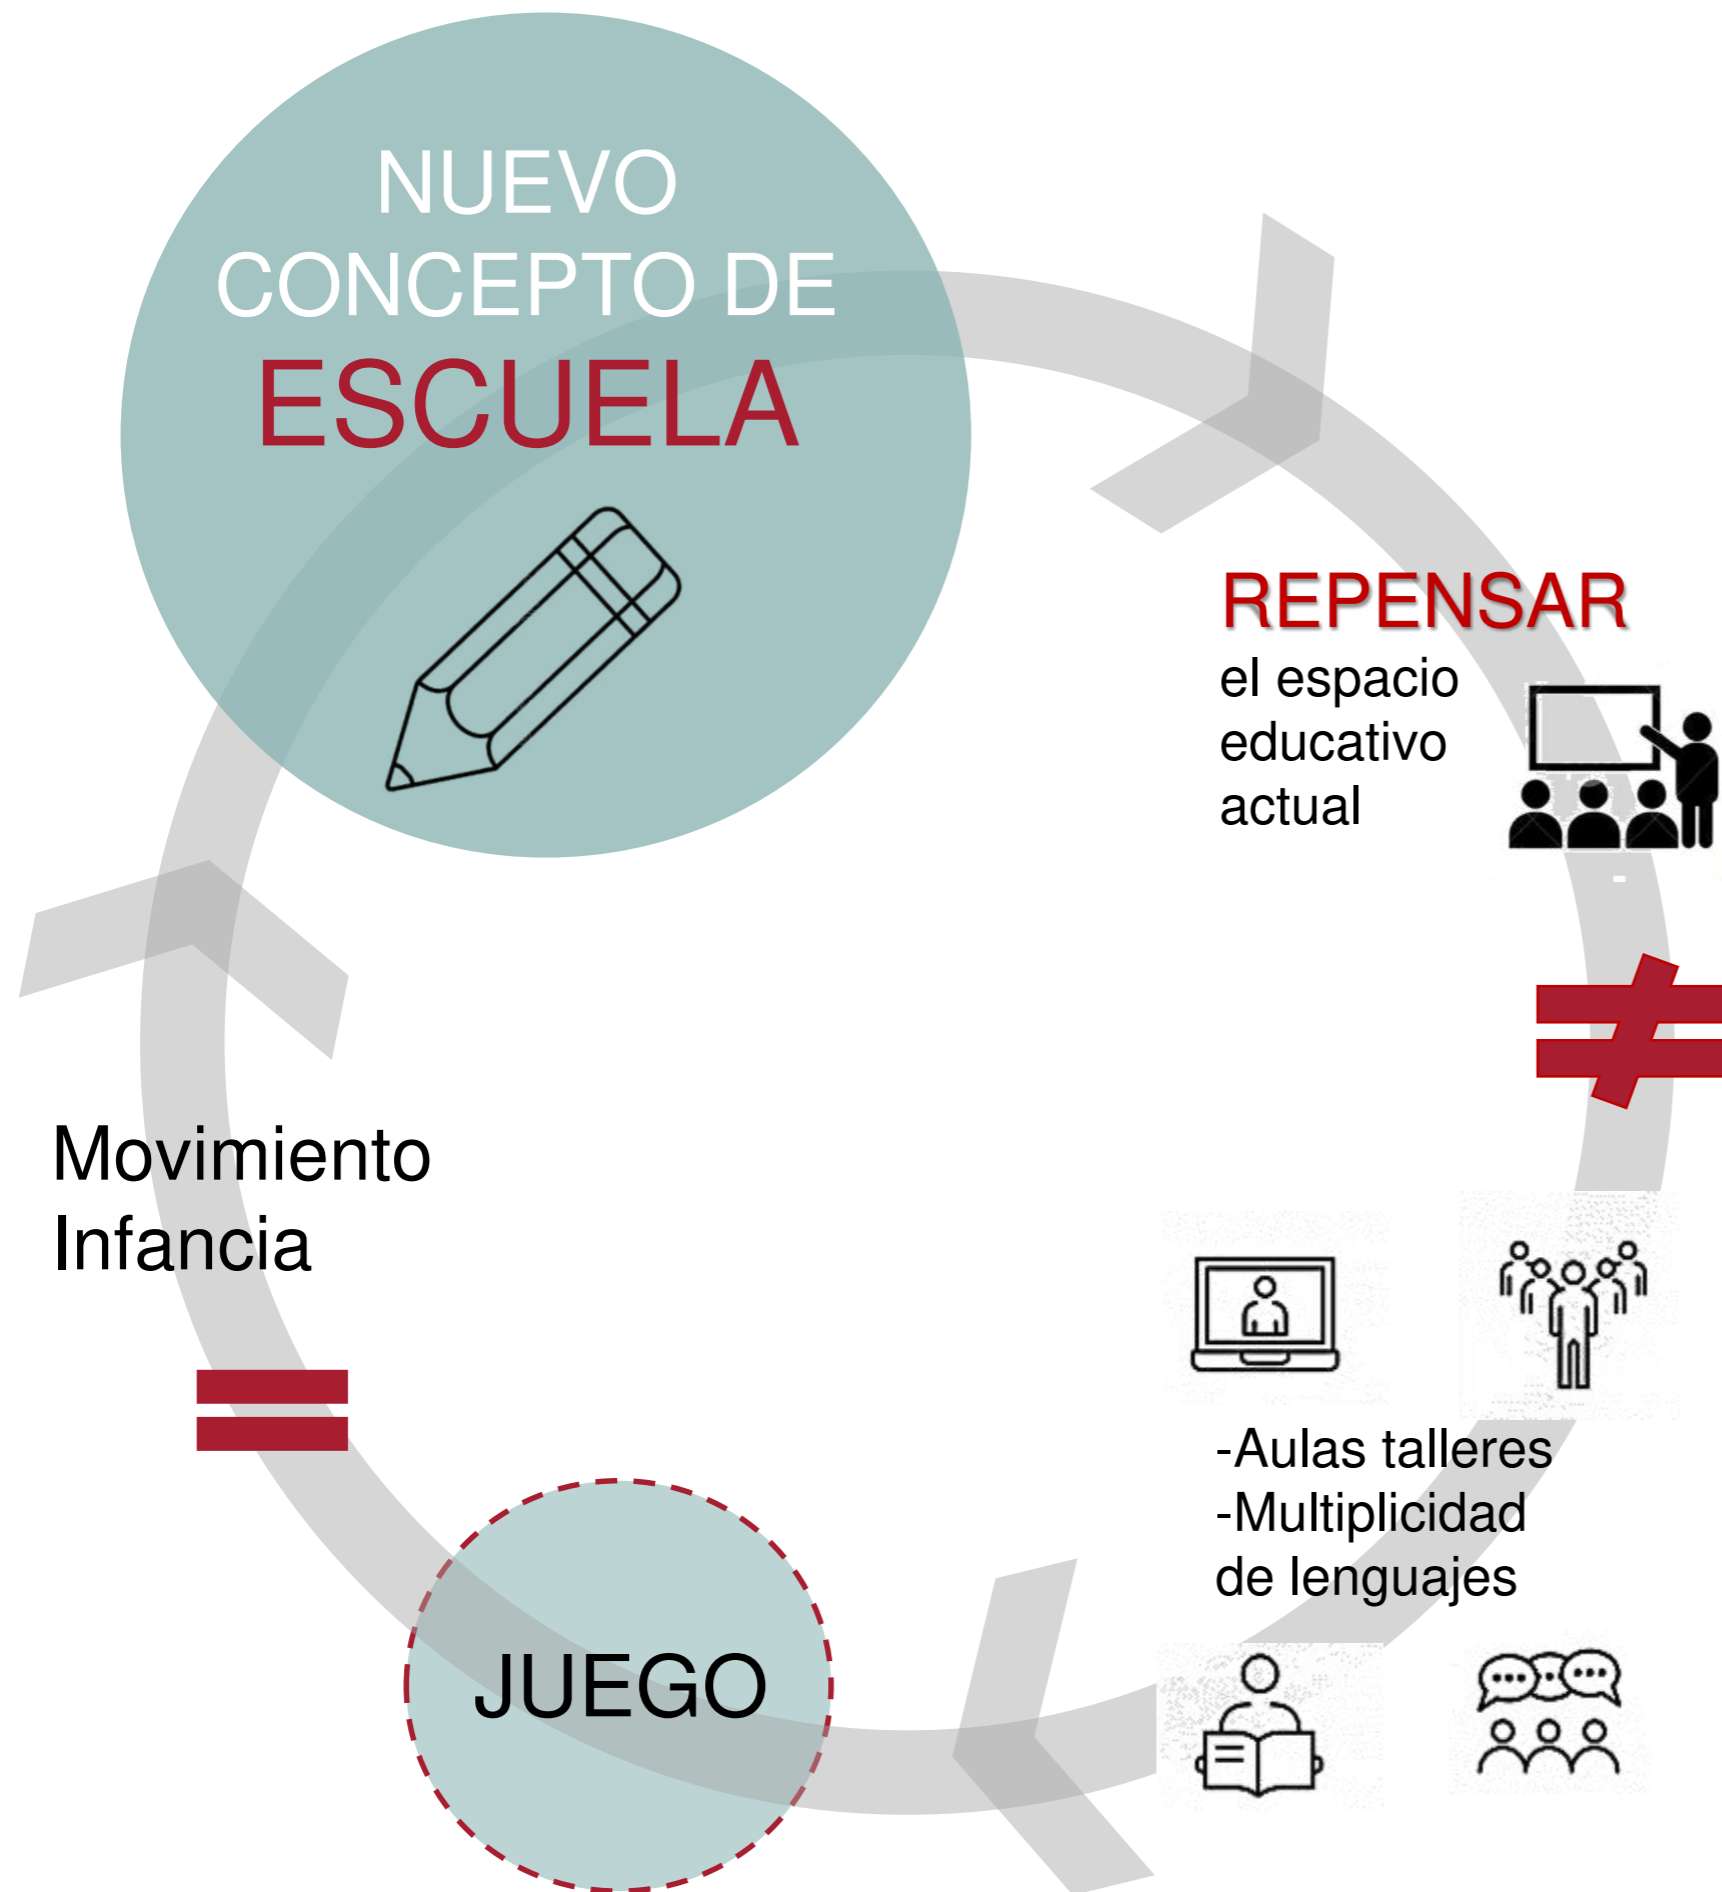 NUEVO
CONCEPTO DE
ESCUELA
REPENSAR
el espacio
educativo
actual
Movimiento
Infancia
-Aulas talleres
-Multiplicidad
de lenguajes
JUEGO